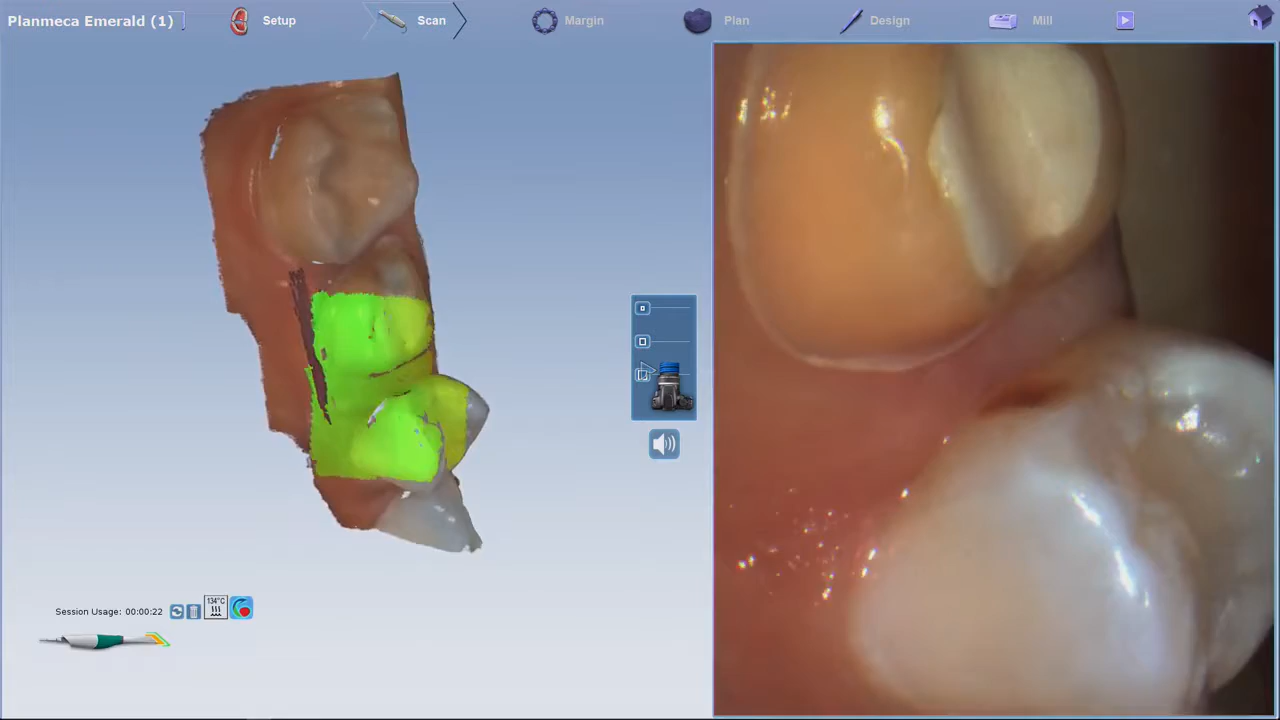 Planmeca Emerald (1)
Setup
Scan
Margin
Plan
Design
Mill
Session Usage: 00:00:22
134°C